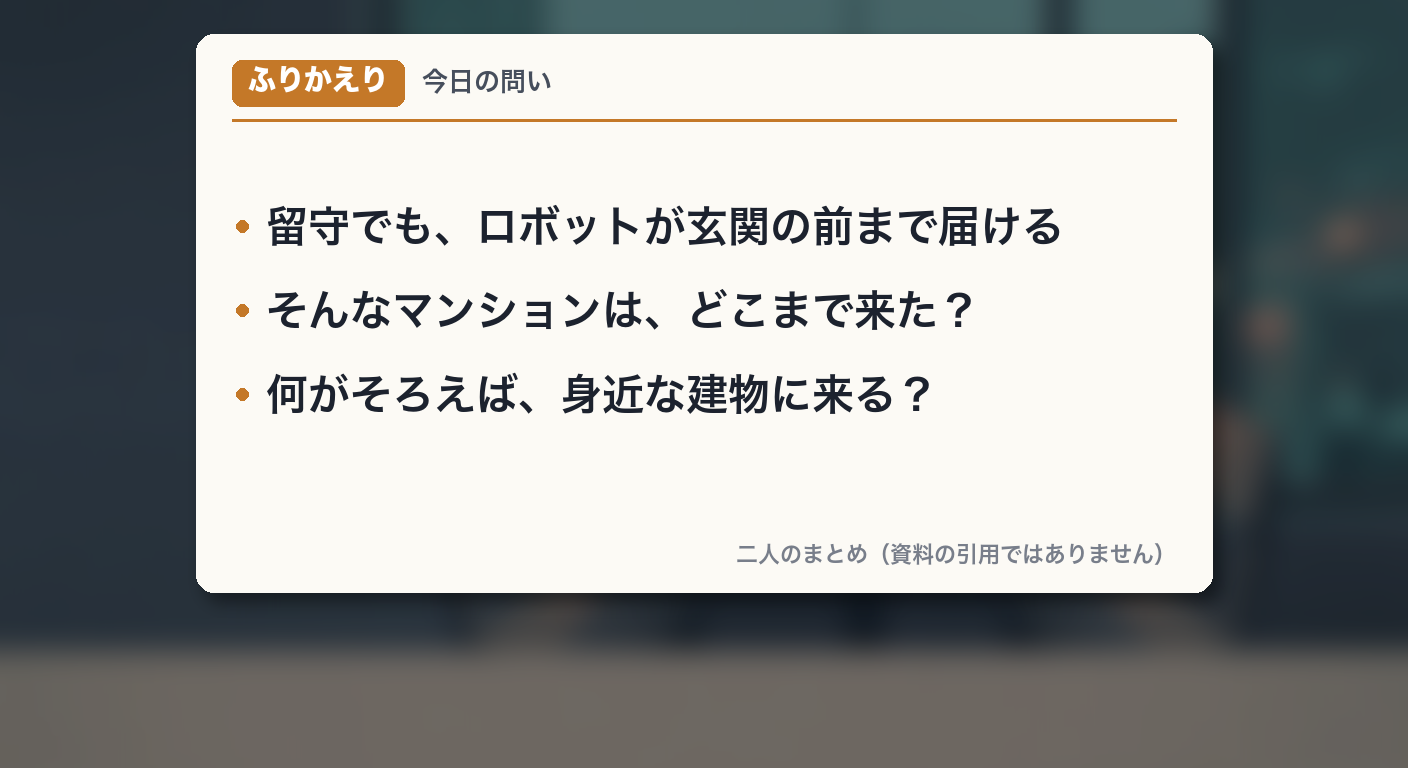 ふりかえり 今日の問い
・留守でも、ロボットが玄関の前まで届ける
・そんなマンションは、どこまで来た？
・何がそろえば、身近な建物に来る？
二人のまとめ（資料の引用ではありません）